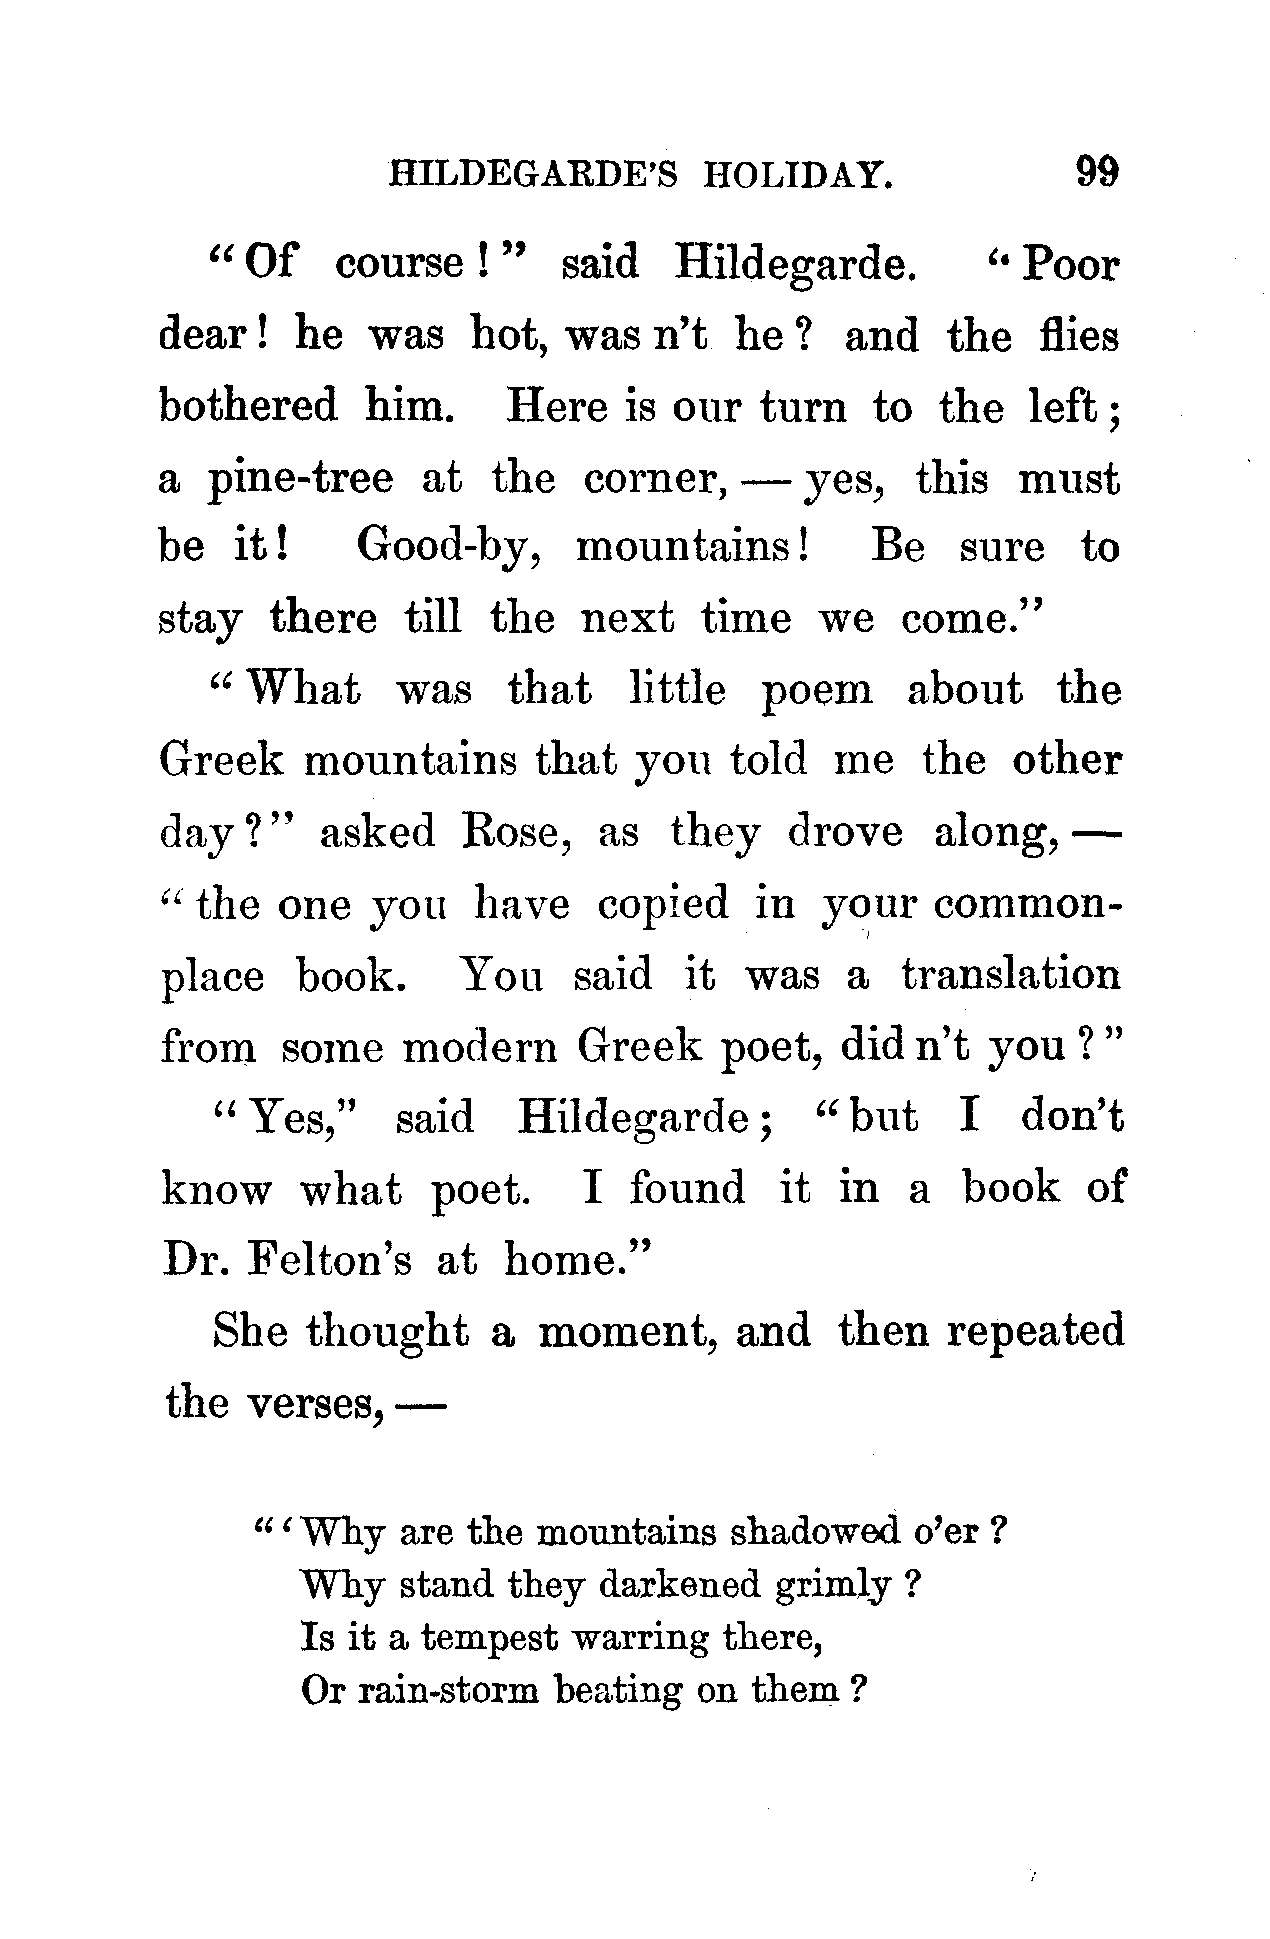 HILDEGARDE'S HOLIDAY. 99
“Of course!” said Hildegarde. “Poor
dear! he was hot, was n't he? and the flies
bothered him. Here is our turn to the left;
a pine-tree at the corner, — yes, this must
be it! Good-by, mountains! Be sure to
stay there till the next time we come.”
“What was that little poem about the
Greek mountains that you told me the other
day?” asked Rose, as they drove along, —
“the one you have copied in your common-
place book. You said it was a translation
from some modern Greek poet, did n't you?”
“Yes,” said Hildegarde; “but I don't
know what poet. I found it in a book of
Dr. Felton's at home.”
She thought a moment, and then repeated
the verses, —
“‘Why are the mountains shadowed o'er?
Why stand they darkened grimly?
Is it a tempest warring there,
Or rain-storm beating on them?